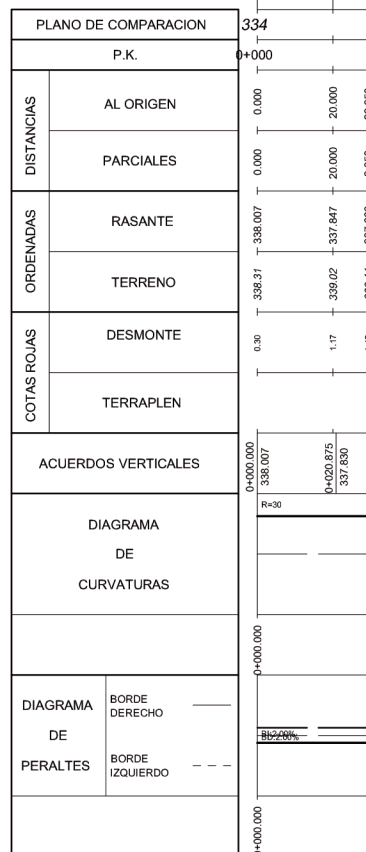 PLANO DE COMPARACION 334
P.K. 0+000
DISTANCIAS
AL ORIGEN 0.000 20.000
PARCIALES 0.000 20.000
ORDENADAS
RASANTE 338.007 337.847
TERRENO 338.31 339.02
COTAS ROJAS
DESMONTE 0.30 1.17
TERRAPLEN
ACUERDOS VERTICALES 0+000.000 338.007 0+020.875 337.830
DIAGRAMA
DE
CURVATURAS
R=30
0+000.000
DIAGRAMA
DE
PERALTES
BORDE
DERECHO
BORDE
IZQUIERDO
BD:2.00%
0+000.000